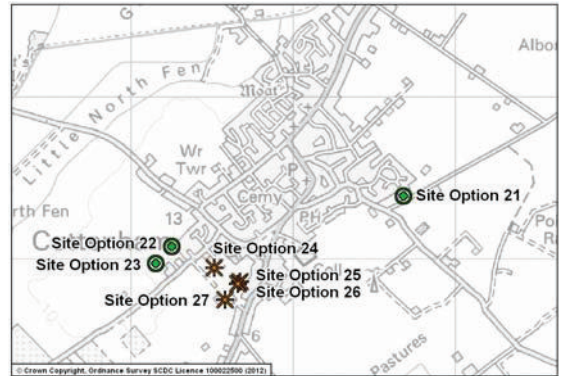 Little North Fen
Moat
Albor
Wr
Twr
Cemy
P
PH
Site Option 21
rth Fen
13
Site Option 22
Site Option 24
Site Option 23
Site Option 25
Site Option 26
Site Option 27
6
Pastures
© Crown Copyright, Ordnance Survey SCDC Licence 100022500 (2012)